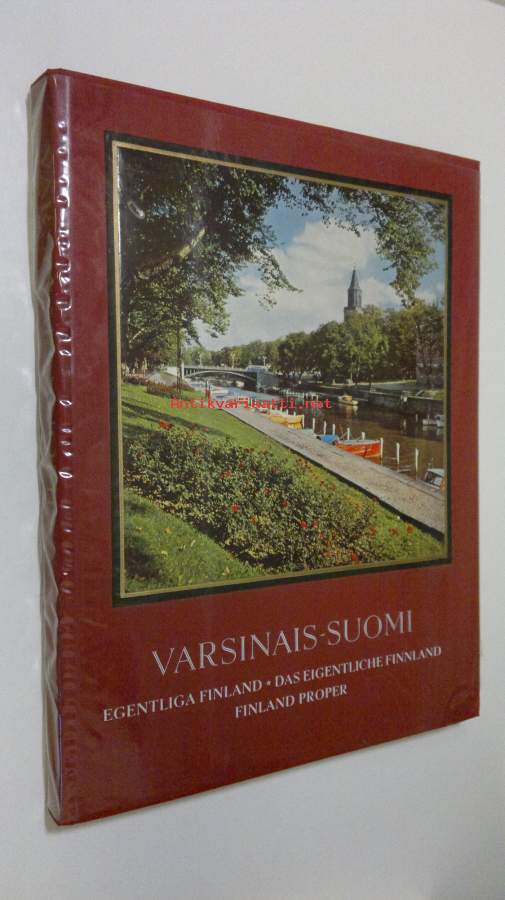 Antikvariaatti.net
VARSINAIS-SUOMI
EGENTLIGA FINLAND • DAS EIGENTLICHE FINNLAND
FINLAND PROPER